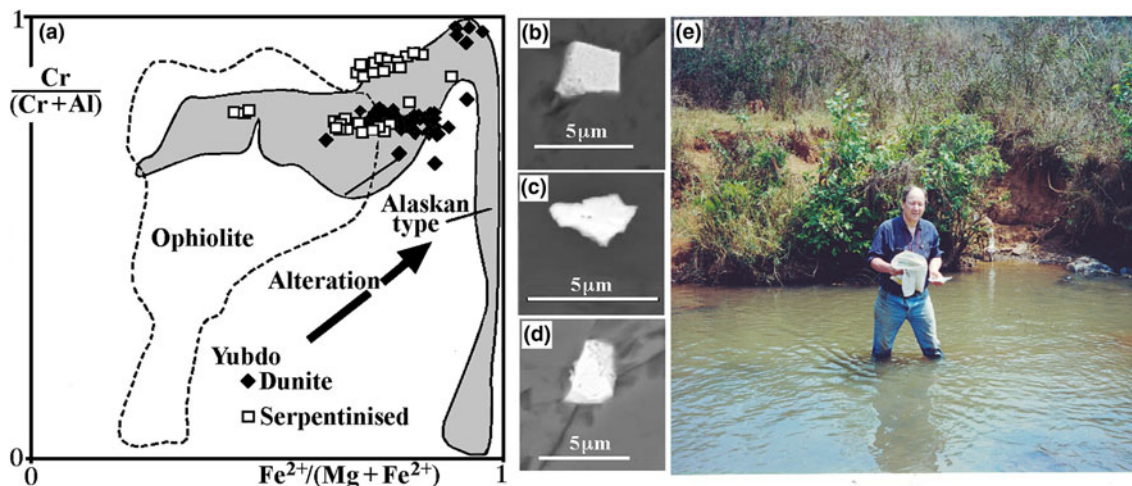 1
(a)
Cr
(Cr+Al)
Ophiolite
Alaskan
type
Alteration
Yubdo
◆ Dunite
□ Serpentinised
0
0
Fe²⁺/(Mg+Fe²⁺)
1
(b)
5μm
(c)
5μm
(d)
5μm
(e)